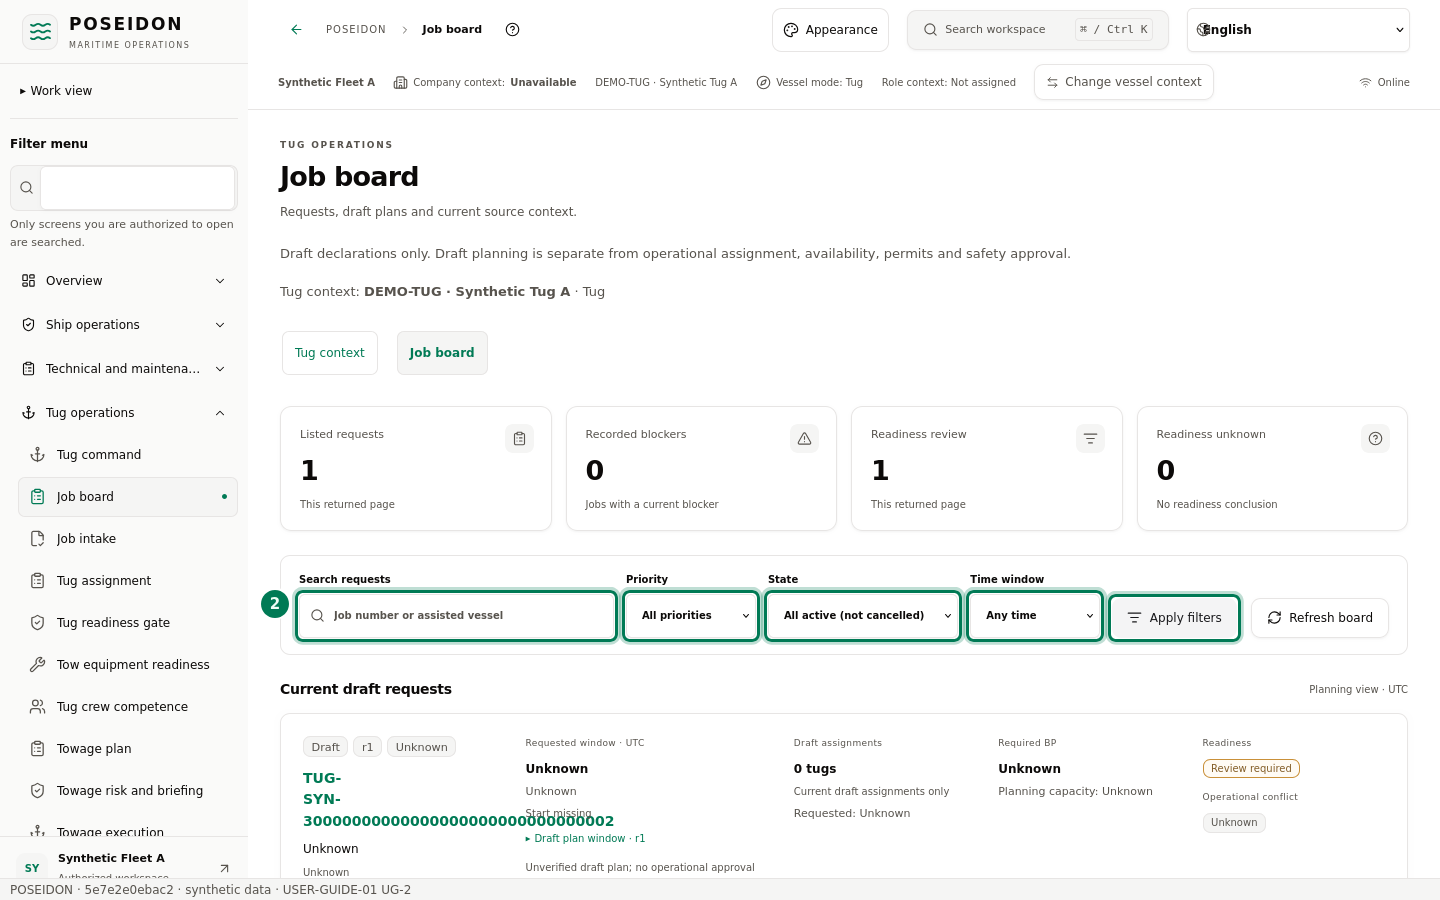 POSEIDON
MARITIME OPERATIONS
POSEIDON
Job board
Appearance
Search workspace
⌘ / Ctrl K
English
Synthetic Fleet A
Company context: Unavailable
DEMO-TUG · Synthetic Tug A
Vessel mode: Tug
Role context: Not assigned
Change vessel context
Online
▸ Work view
Filter menu
Only screens you are authorized to open
are searched.
Overview
Ship operations
Technical and maintena...
Tug operations
Tug command
Job board
Job intake
Tug assignment
Tug readiness gate
Tow equipment readiness
Tug crew competence
Towage plan
Towage risk and briefing
Towage execution
SY
Synthetic Fleet A
Authorized workspace
TUG OPERATIONS
Job board
Requests, draft plans and current source context.
Draft declarations only. Draft planning is separate from operational assignment, availability, permits and safety approval.
Tug context: DEMO-TUG · Synthetic Tug A · Tug
Tug context
Job board
Listed requests
1
This returned page
Recorded blockers
0
Jobs with a current blocker
Readiness review
1
This returned page
Readiness unknown
0
No readiness conclusion
2
Search requests
Job number or assisted vessel
Priority
All priorities
State
All active (not cancelled)
Time window
Any time
Apply filters
Refresh board
Current draft requests
Planning view · UTC
Draft
r1
Unknown
TUG-
SYN-
Unknown
Unknown
Requested window · UTC
Unknown
Unknown
Start missing
▸ Draft plan window · r1
Unverified draft plan; no operational approval
Draft assignments
0 tugs
Current draft assignments only
Requested: Unknown
Required BP
Unknown
Planning capacity: Unknown
Readiness
Review required
Operational conflict
Unknown
POSEIDON · 5e7e2e0ebac2 · synthetic data · USER-GUIDE-01 UG-2